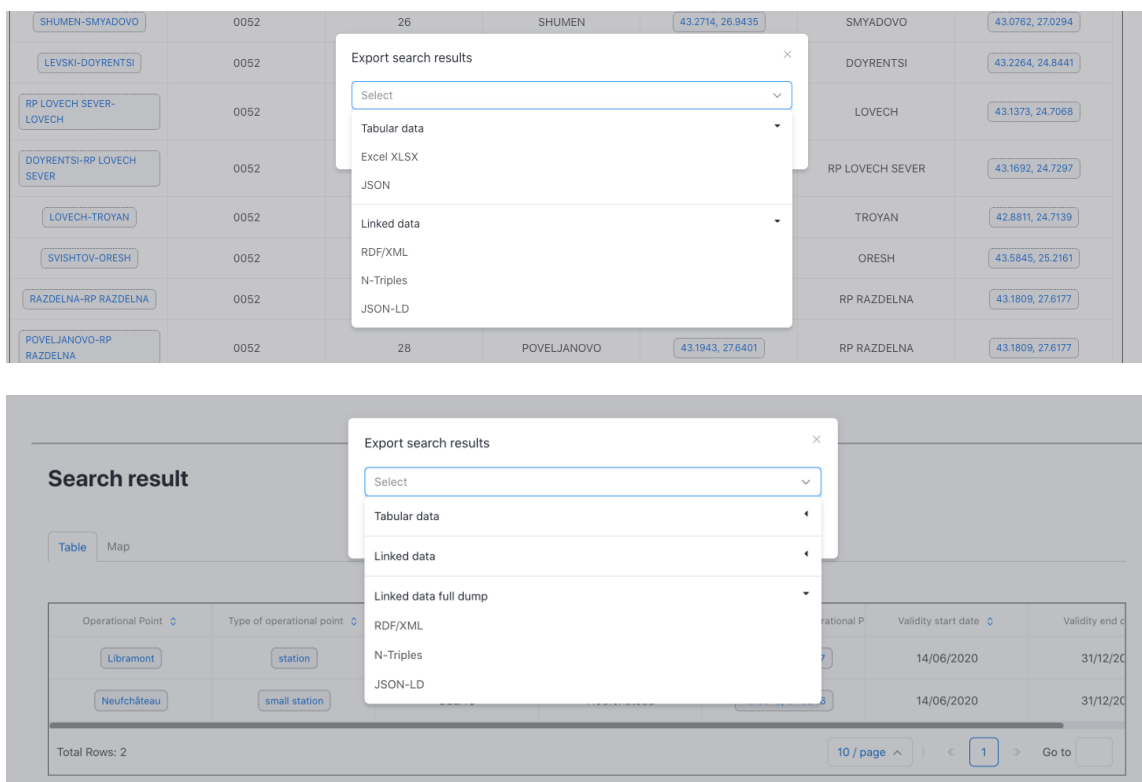 SHUMEN-SMYADOVO 0052 26 SHUMEN 43.2714, 26.9435 SMYADOVO 43.0762, 27.0294
Export search results
LEVSKI-DOYRENTSI 0052 DOYRENTSI 43.2264, 24.8441
Select
RP LOVECH SEVER-
LOVECH 0052 LOVECH 43.1373, 24.7068
Tabular data
Excel XLSX
DOYRENTSI-RP LOVECH
SEVER 0052 RP LOVECH SEVER 43.1692, 24.7297
JSON
LOVECH-TROYAN 0052 TROYAN 42.8811, 24.7139
Linked data
RDF/XML
SVISHTOV-ORESH 0052 ORESH 43.5845, 25.2161
N-Triples
RAZDELNA-RP RAZDELNA 0052 RP RAZDELNA 43.1809, 27.6177
JSON-LD
POVELJANOVO-RP
RAZDELNA 0052 28 POVELJANOVO 43.1943, 27.6401 RP RAZDELNA 43.1809, 27.6177
Export search results
Search result
Select
Tabular data
Table Map
Linked data
Linked data full dump
Operational Point Type of operational point Validity start date Validity end
RDF/XML
Libramont station 14/06/2020 31/12/20
N-Triples
JSON-LD
Neufchâteau small station 14/06/2020 31/12/20
Total Rows: 2 10 / page 1 Go to